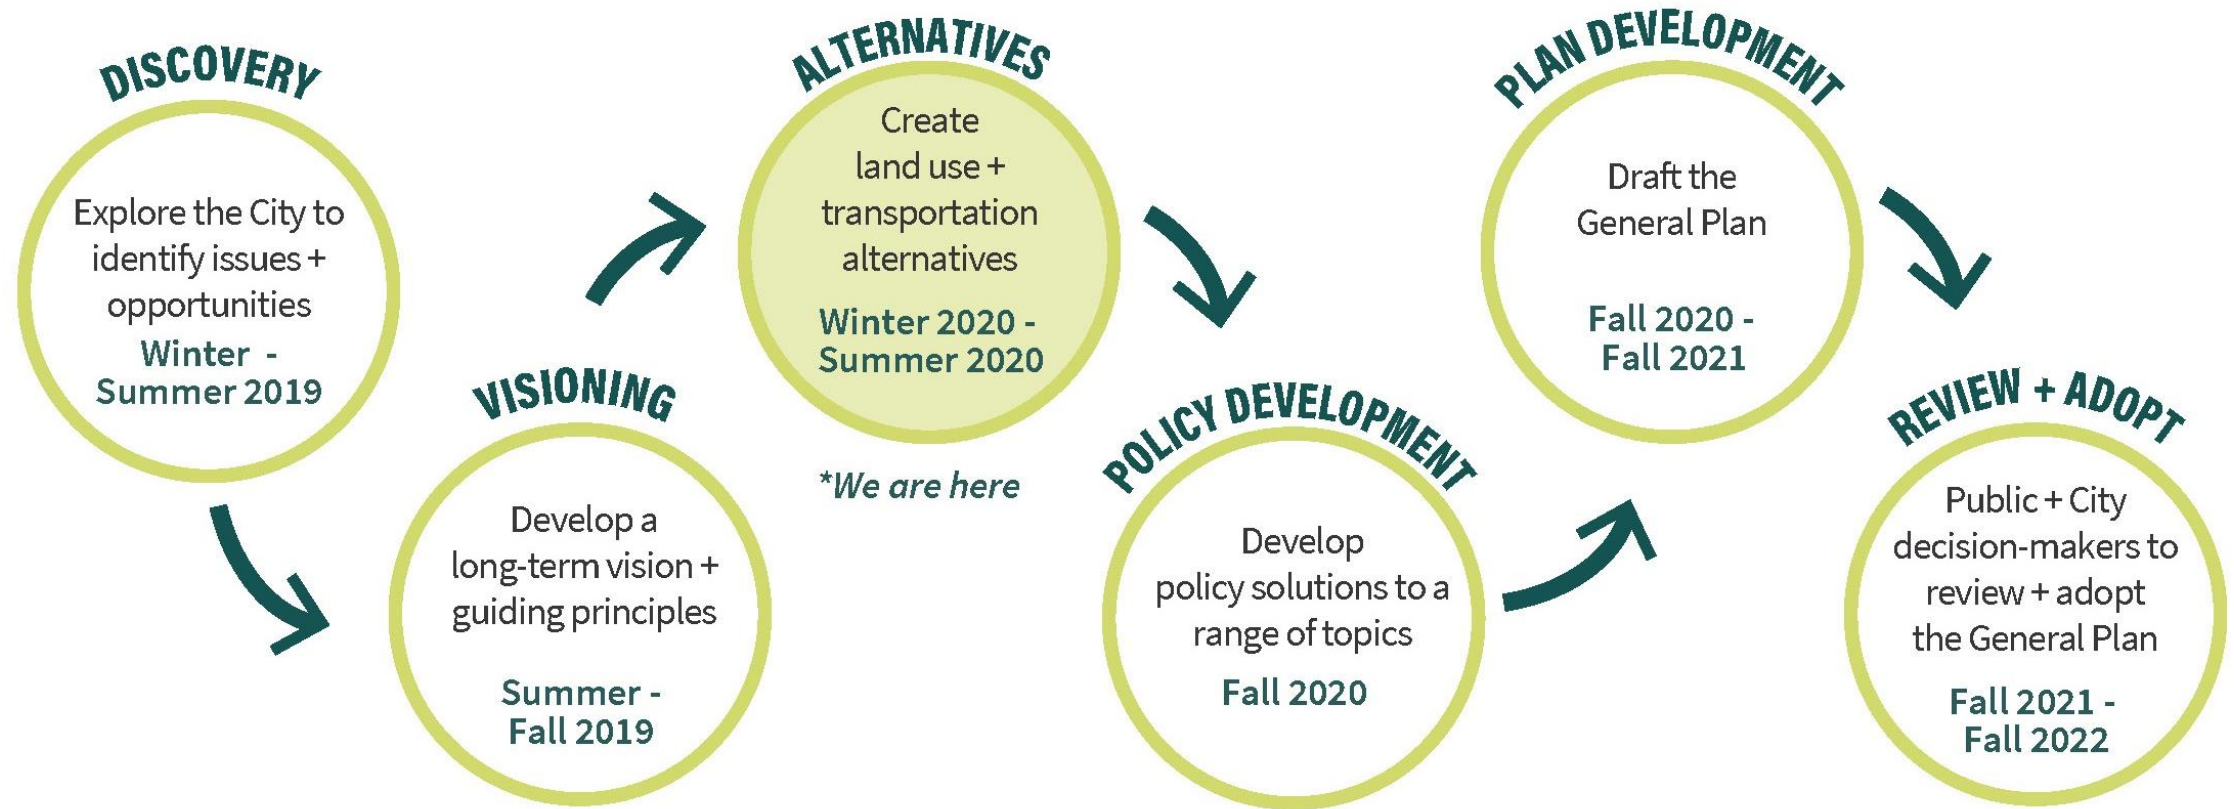 DISCOVERY
Explore the City to
identify issues +
opportunities
Winter -
Summer 2019
VISIONING
Develop a
long-term vision +
guiding principles
Summer -
Fall 2019
ALTERNATIVES
Create
land use +
transportation
alternatives
Winter 2020 -
Summer 2020
*We are here
POLICY DEVELOPMENT
Develop
policy solutions to a
range of topics
Fall 2020
PLAN DEVELOPMENT
Draft the
General Plan
Fall 2020 -
Fall 2021
REVIEW + ADOPT
Public + City
decision-makers to
review + adopt
the General Plan
Fall 2021 -
Fall 2022